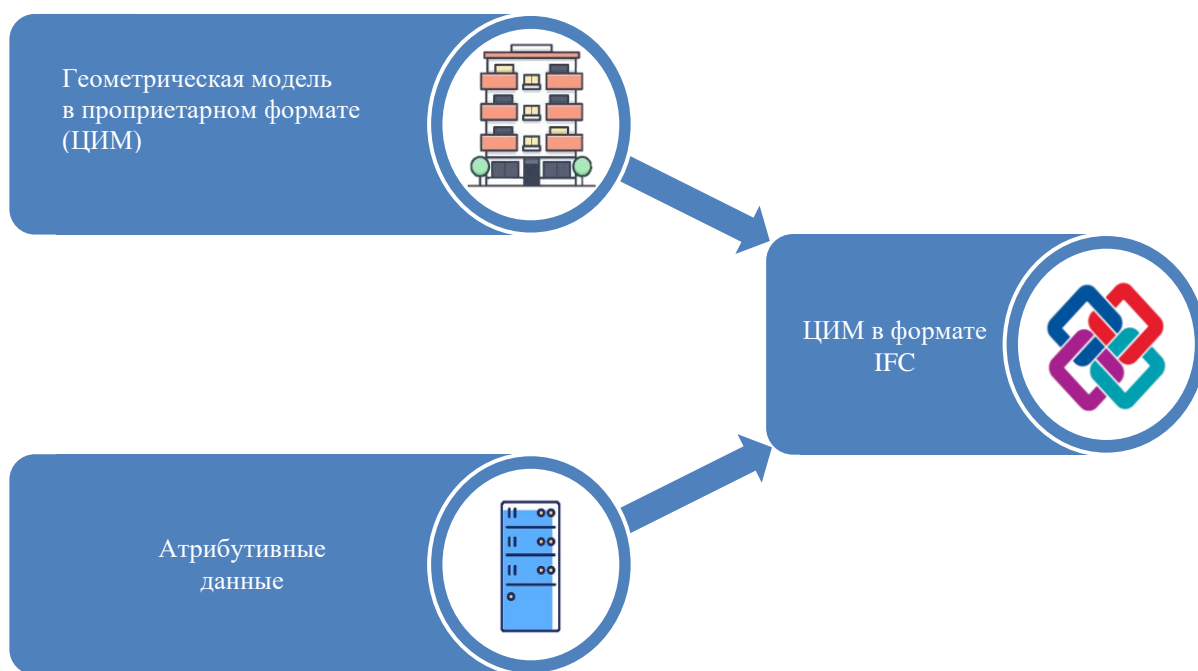 Геометрическая модель
в проприетарном формате
(ЦИМ)
ЦИМ в формате
IFC
Атрибутивные
данные